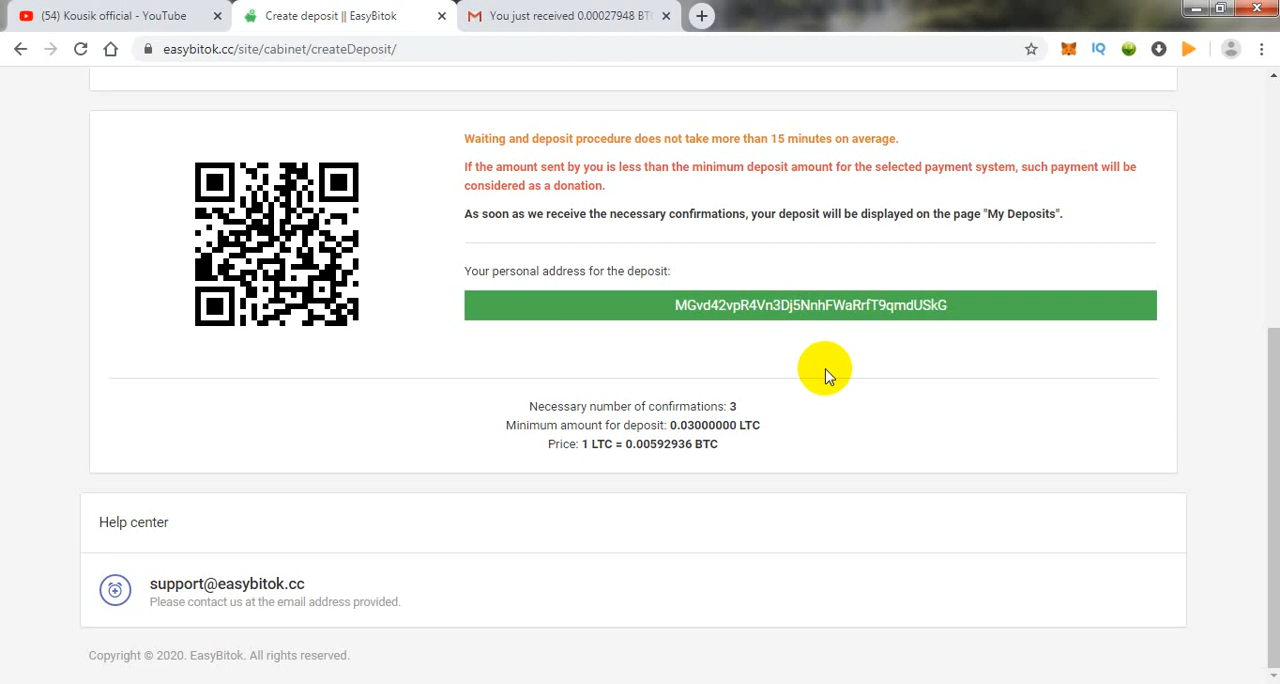 (54) Kousik official - YouTube
Create deposit || EasyBitok
You just received 0.00027948 BT
easybitok.cc/site/cabinet/createDeposit/
IQ
Waiting and deposit procedure does not take more than 15 minutes on average.
If the amount sent by you is less than the minimum deposit amount for the selected payment system, such payment will be
considered as a donation.
As soon as we receive the necessary confirmations, your deposit will be displayed on the page "My Deposits".
Your personal address for the deposit:
MGvd42vpR4Vn3Dj5NnhFWaRrfT9qmdUSkG
Necessary number of confirmations: 3
Minimum amount for deposit: 0.03000000 LTC
Price: 1 LTC = 0.00592936 BTC
Help center
support@easybitok.cc
Please contact us at the email address provided.
Copyright © 2020. EasyBitok. All rights reserved.